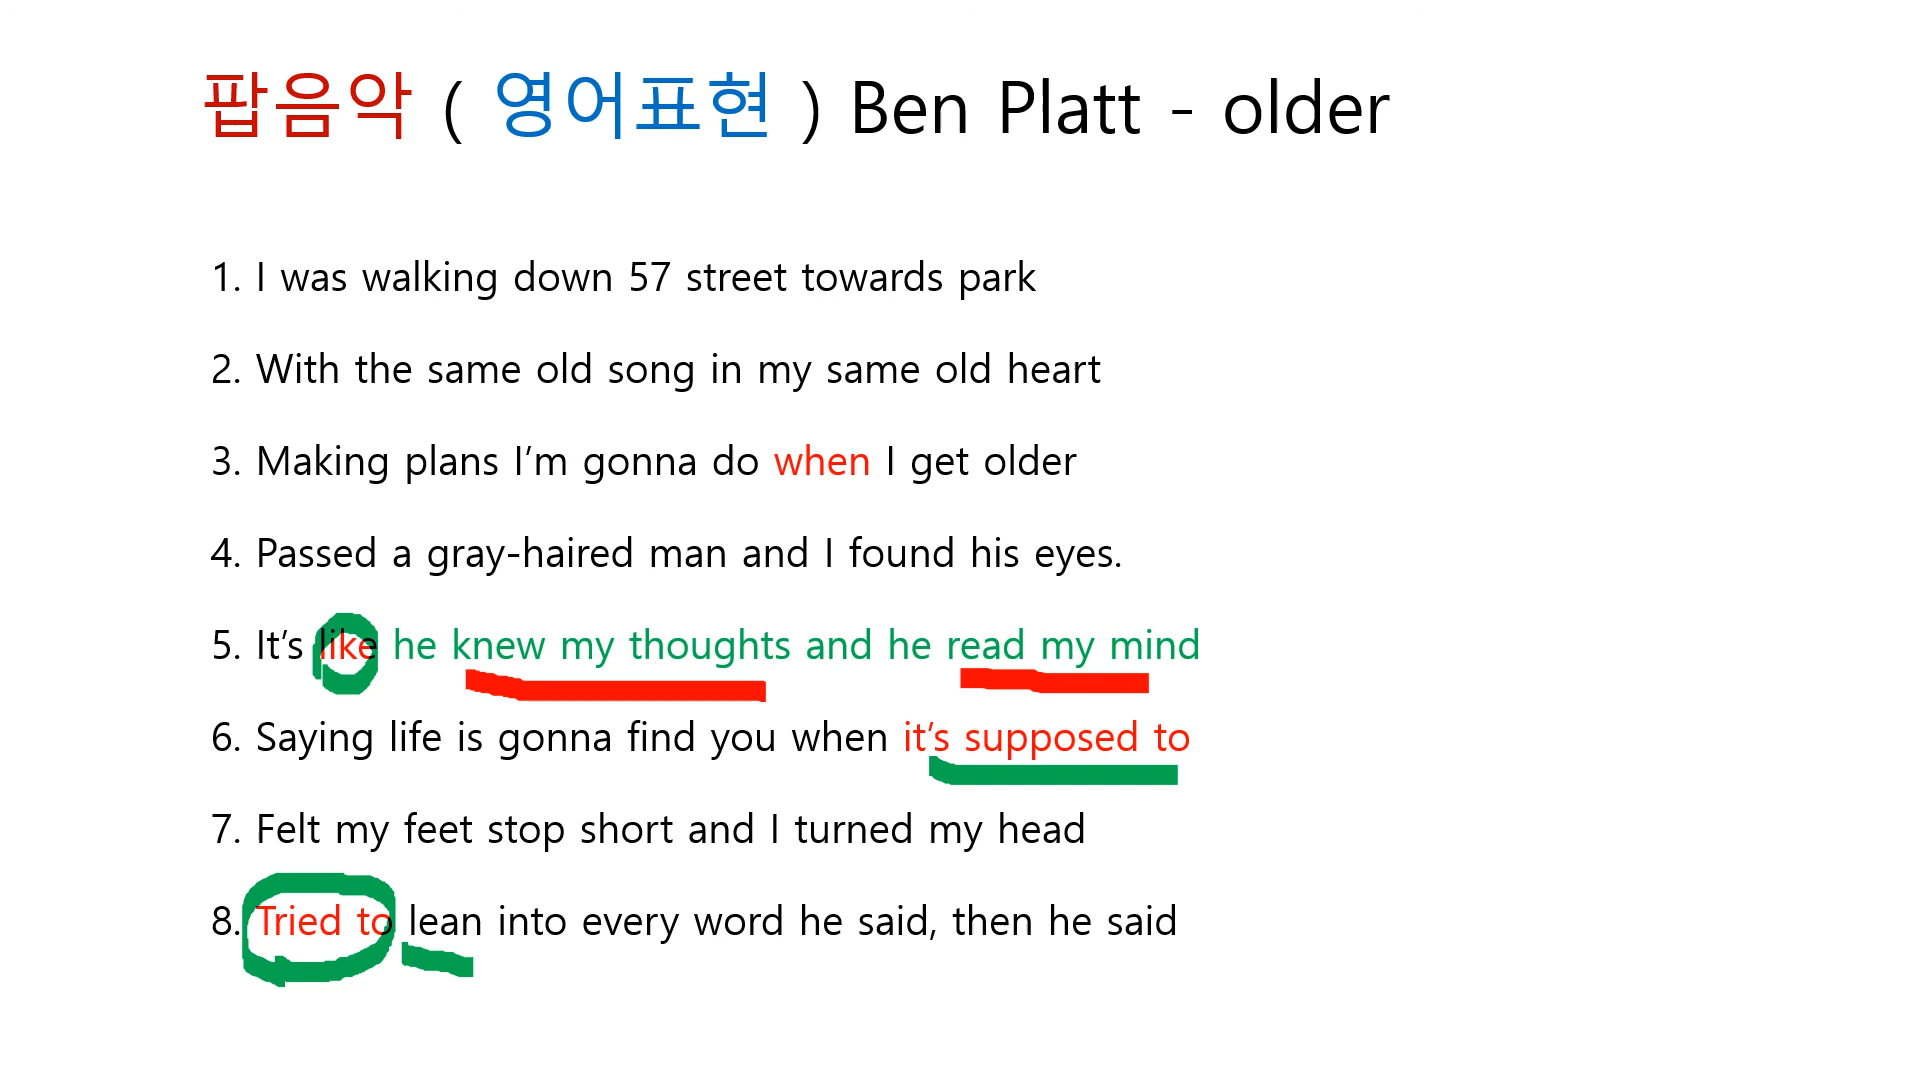 팝음악 ( 영어표현 ) Ben Platt - older
1. I was walking down 57 street towards park
2. With the same old song in my same old heart
3. Making plans I’m gonna do when I get older
4. Passed a gray-haired man and I found his eyes.
5. It’s like he knew my thoughts and he read my mind
6. Saying life is gonna find you when it’s supposed to
7. Felt my feet stop short and I turned my head
8. Tried to lean into every word he said, then he said